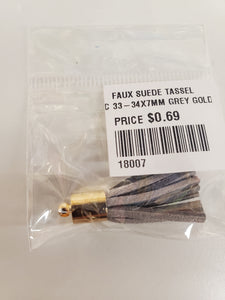 FAUX SUEDE TASSEL
C 33-34X7MM GREY GOLD
PRICE $0.69
18007